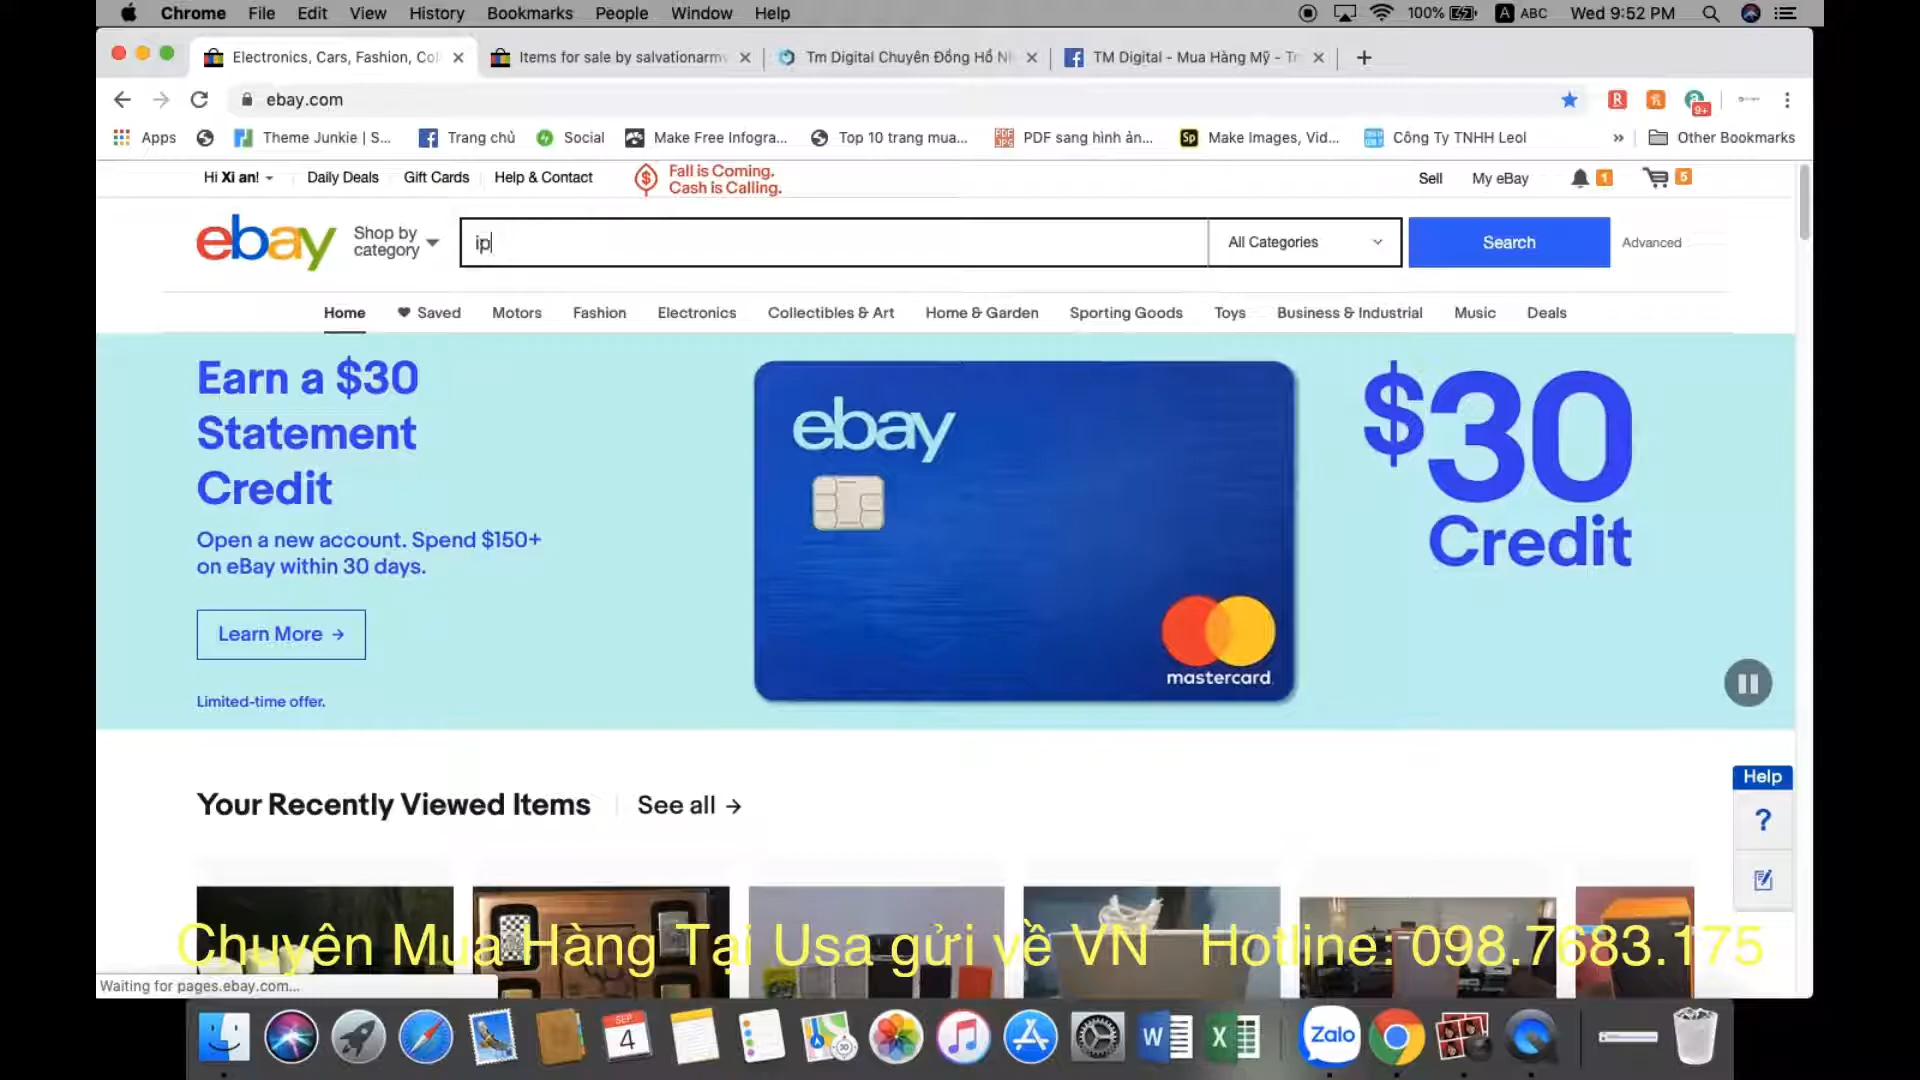 Chrome File Edit View History Bookmarks People Window Help 100% A ABC Wed 9:52 PM
Electronics, Cars, Fashion, Col Items for sale by salvationarmy Tm Digital Chuyên Đồng Hồ Nh TM Digital - Mua Hàng Mỹ - Tr
ebay.com 9+
Apps Theme Junkie | S... Trang chủ Social Make Free Infogra... Top 10 trang mua... PDF sang hình ản... Sp Make Images, Vid... Công Ty TNHH Leol » Other Bookmarks
Hi Xi an! Daily Deals Gift Cards Help & Contact
Fall is Coming.
Cash is Calling.
Sell My eBay 1 5
ebay
Shop by
category
ip All Categories Search Advanced
Home Saved Motors Fashion Electronics Collectibles & Art Home & Garden Sporting Goods Toys Business & Industrial Music Deals
Earn a $30
Statement
Credit
Open a new account. Spend $150+
on eBay within 30 days.
Learn More →
Limited-time offer.
ebay
mastercard
$30
Credit
Help
?
Your Recently Viewed Items See all →
Chuyên Mua Hàng Tại Usa gửi về VN Hotline: 098.7683.175
Waiting for pages.ebay.com...
SEP
4
Zalo